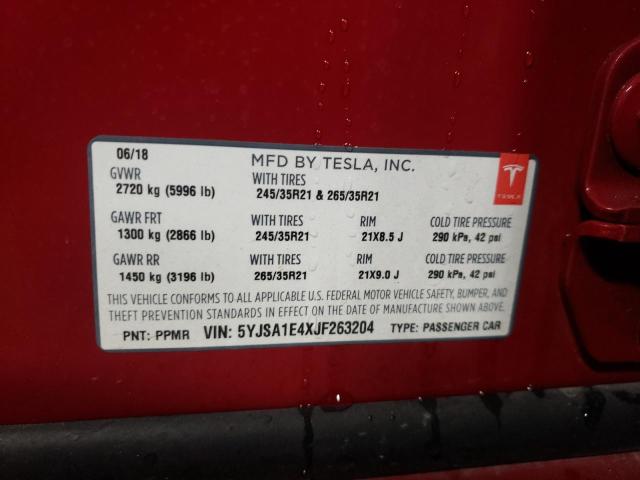 06/18 MFD BY TESLA, INC.
GVWR WITH TIRES
2720 kg (5996 lb) 245/35R21 & 265/35R21
TESLA
GAWR FRT WITH TIRES RIM COLD TIRE PRESSURE
1300 kg (2866 lb) 245/35R21 21X8.5 J 290 kPa, 42 psi
GAWR RR WITH TIRES RIM COLD TIRE PRESSURE
1450 kg (3196 lb) 265/35R21 21X9.0 J 290 kPa, 42 psi
THIS VEHICLE CONFORMS TO ALL APPLICABLE U.S. FEDERAL MOTOR VEHICLE SAFETY, BUMPER, AND
THEFT PREVENTION STANDARDS IN EFFECT ON THE DATE OF MANUFACTURE SHOWN ABOVE.
PNT: PPMR VIN: 5YJSA1E4XJF263204 TYPE: PASSENGER CAR